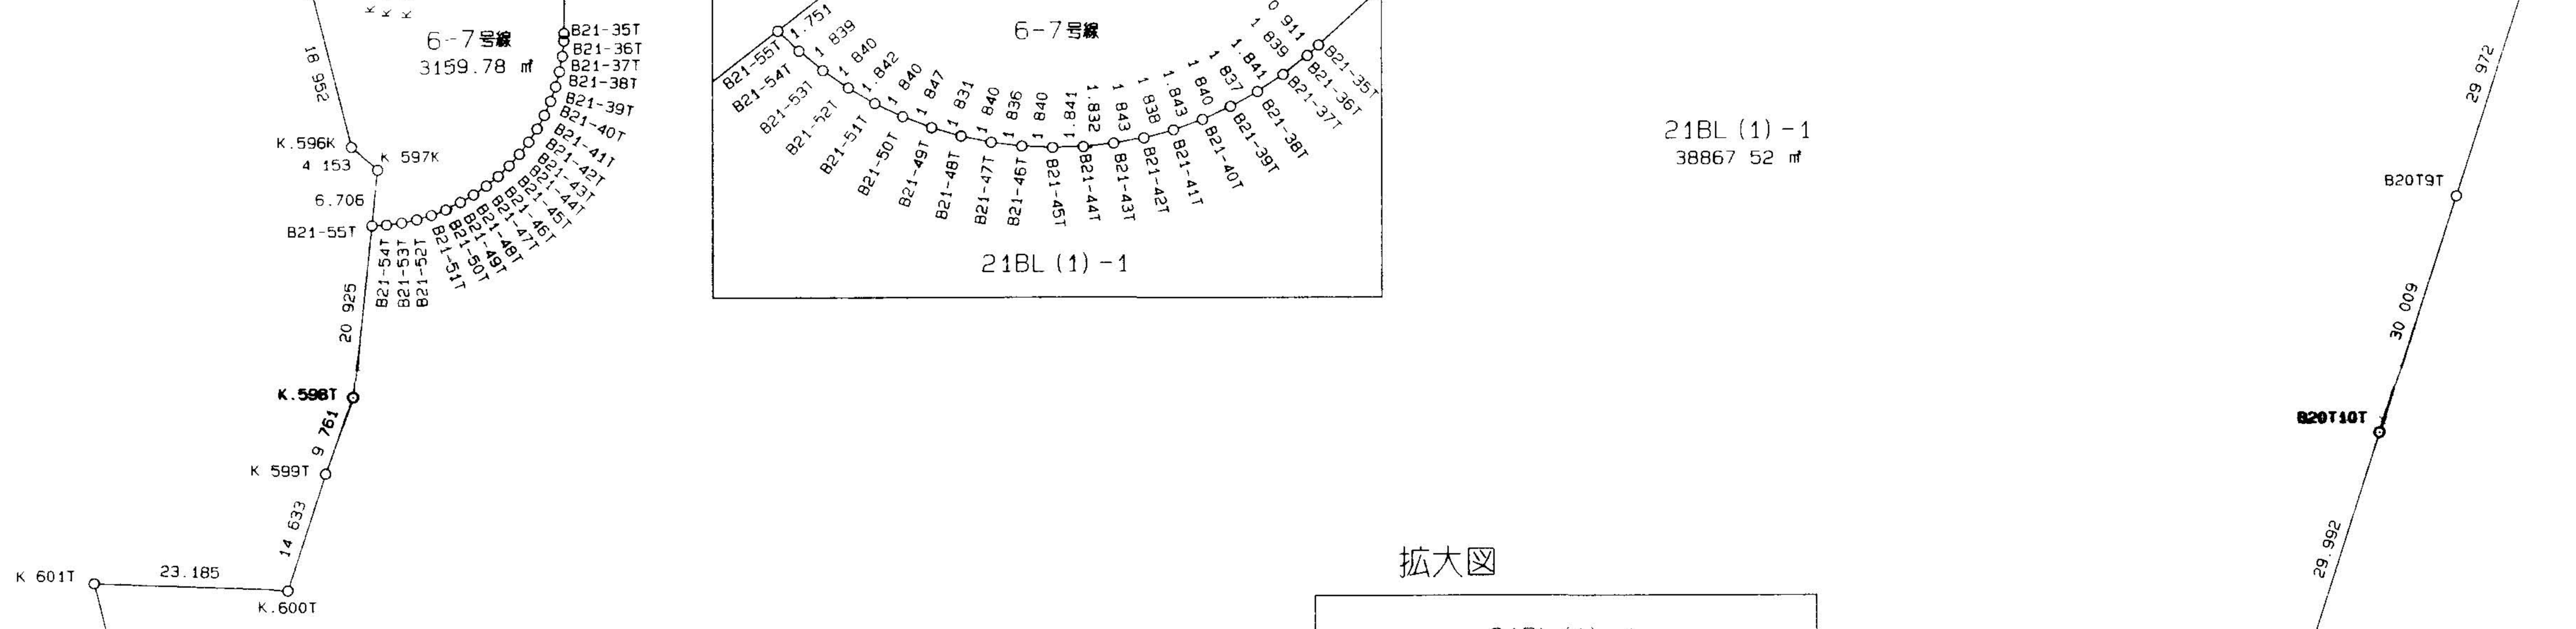 18 952
K K K
6-7号線
3159.78 ㎡
B21-35T
B21-36T
B21-37T
B21-38T
B21-39T
B21-40T
B21-41T
B21-42T
B21-43T
B21-44T
B21-45T
B21-46T
B21-47T
B21-48T
B21-49T
B21-50T
B21-51T
B21-52T
B21-53T
B21-54T
B21-55T
K.596K
4 153
K 597K
6.706
20 925
K.598T
9 761
K 599T
14 633
K 601T
23.185
K.600T
6-7号線
1.751
1 839
1 840
1.842
1 840
1 847
1 831
1 840
1 836
1 840
1.841
1.832
1 843
1 838
1.843
1 840
1 837
1.841
1 839
0 911
B21-55T
B21-54T
B21-53T
B21-52T
B21-51T
B21-50T
B21-49T
B21-48T
B21-47T
B21-46T
B21-45T
B21-44T
B21-43T
B21-42T
B21-41T
B21-40T
B21-39T
B21-38T
B21-37T
B21-36T
B21-35T
21BL(1)-1
21BL(1)-1
38867 52 ㎡
29 972
B20T9T
30 009
B20T10T
29.992
拡大図